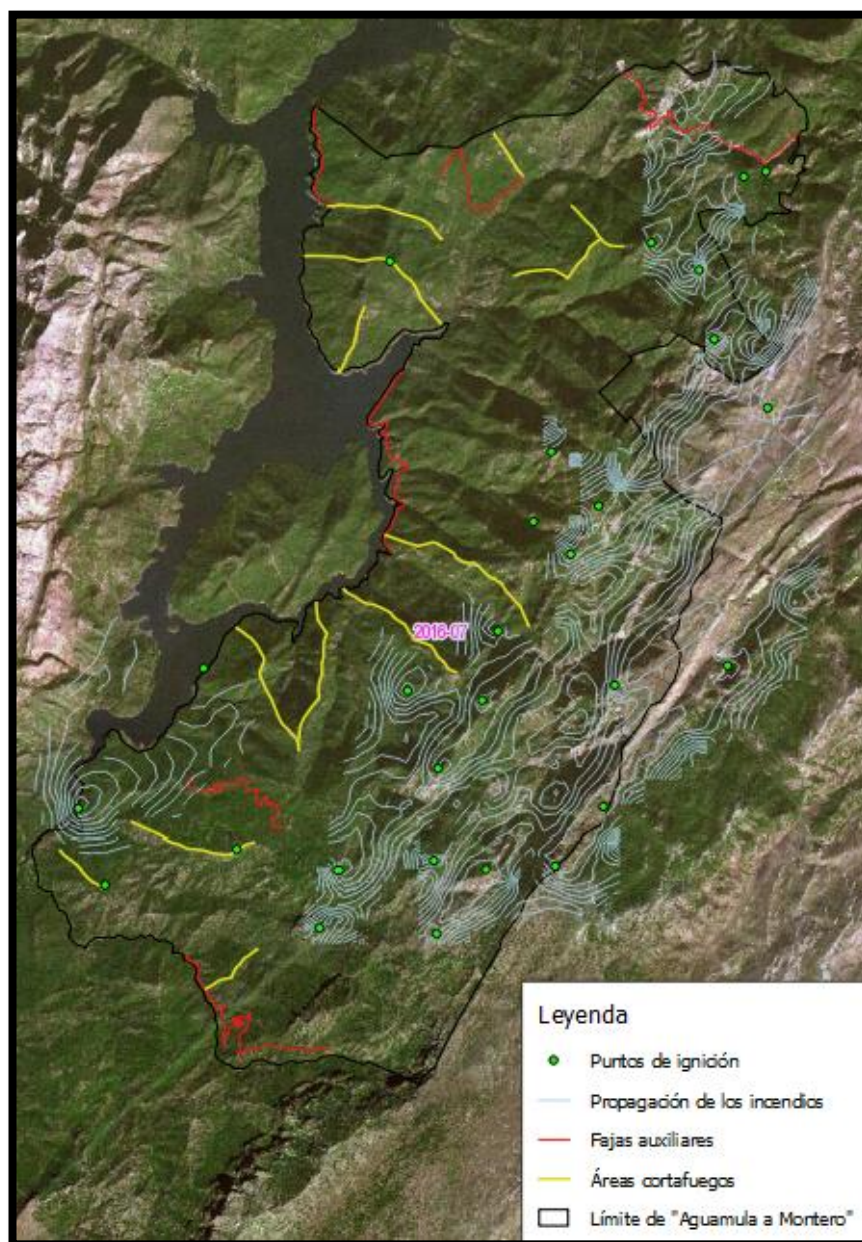 2016-07
Leyenda
Puntos de ignición
Propagación de los incendios
Fajas auxiliares
Áreas cortafuegos
Límite de "Aguamula a Montero"